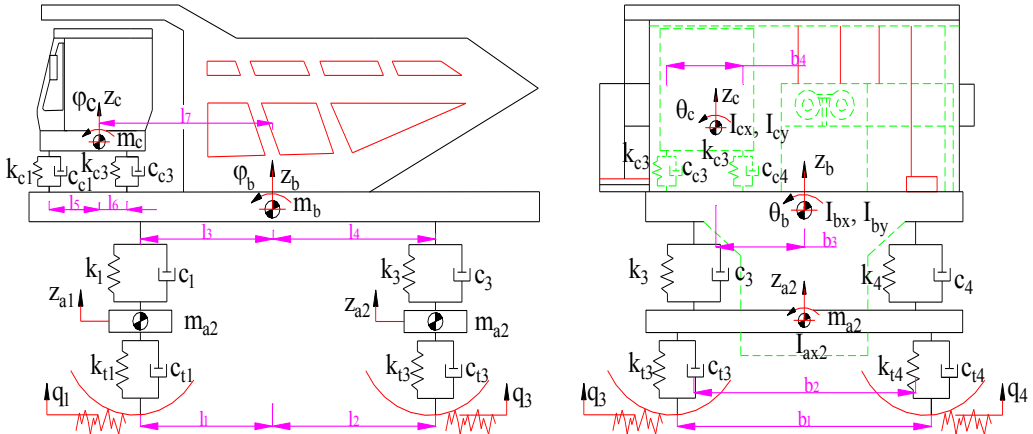 φc zc
l7
mc
kc1 cc1 kc3 cc3
l5 l6
φb zb
mb
l3 l4
k1 c1 k3 c3
za1 ma2 za2 ma2
kt1 ct1 kt3 ct3
q1 q3
l1 l2
b4
θc zc
Icx, Icy
kc3 cc3 kc3 cc4
zb
θb Ibx, Iby
b3
k3 c3 k4 c4
za2
ma2
Iax2
kt3 ct3 kt4 ct4
b2
q3 q4
b1